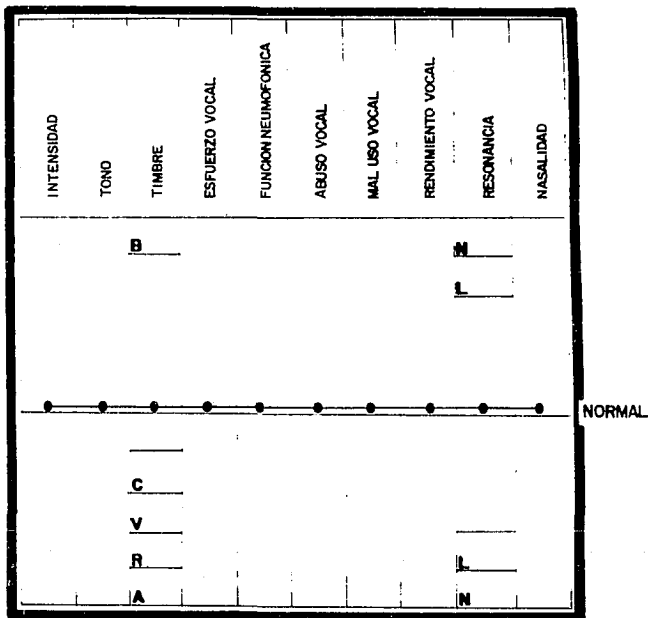 INTENSIDAD
TONO
TIMBRE
ESFUERZO VOCAL
FUNCION NEUMOFONICA
ABUSO VOCAL
MAL USO VOCAL
RENDIMIENTO VOCAL
RESONANCIA
NASALIDAD
B N
L
NORMAL
C
V
R L
A N